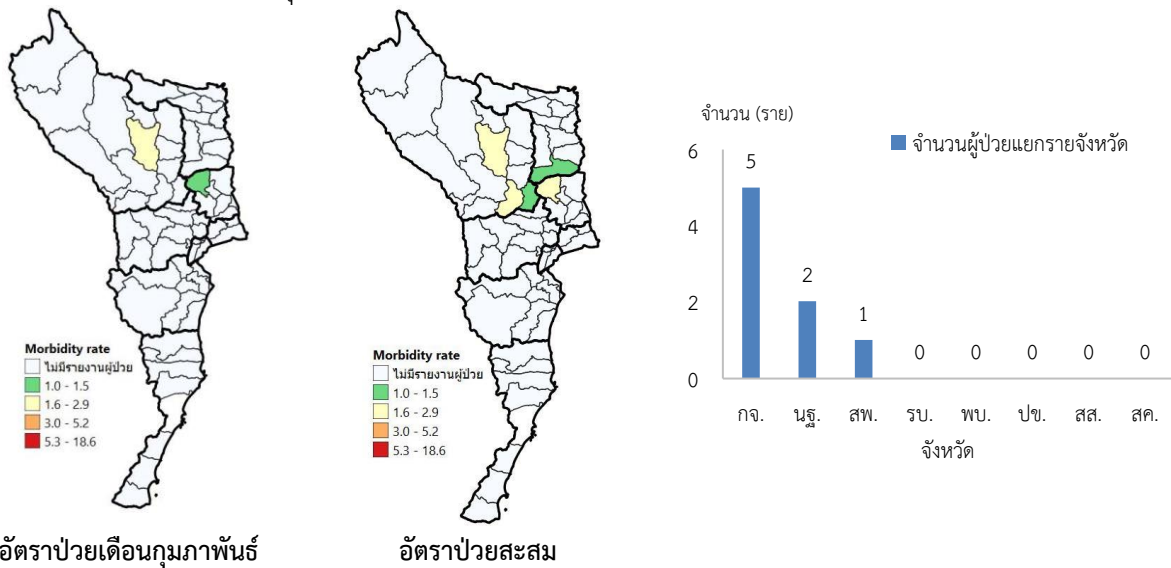 Morbidity rate
ไม่มีรายงานผู้ป่วย
1.0 - 1.5
1.6 - 2.9
3.0 - 5.2
5.3 - 18.6
อัตราป่วยเดือนกุมภาพันธ์
Morbidity rate
ไม่มีรายงานผู้ป่วย
1.0 - 1.5
1.6 - 2.9
3.0 - 5.2
5.3 - 18.6
อัตราป่วยสะสม
จำนวน (ราย)
จำนวนผู้ป่วยแยกรายจังหวัด
6
4
2
0
5
2
1
0
0
0
0
0
กจ.
นฐ.
สพ.
รบ.
พบ.
ปข.
สส.
สค.
จังหวัด